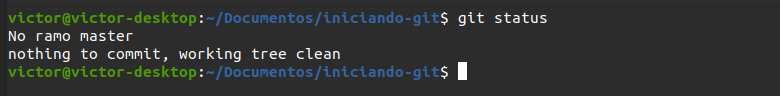 victor@victor-desktop:~/Documentos/iniciando-git$ git status
No ramo master
nothing to commit, working tree clean
victor@victor-desktop:~/Documentos/iniciando-git$